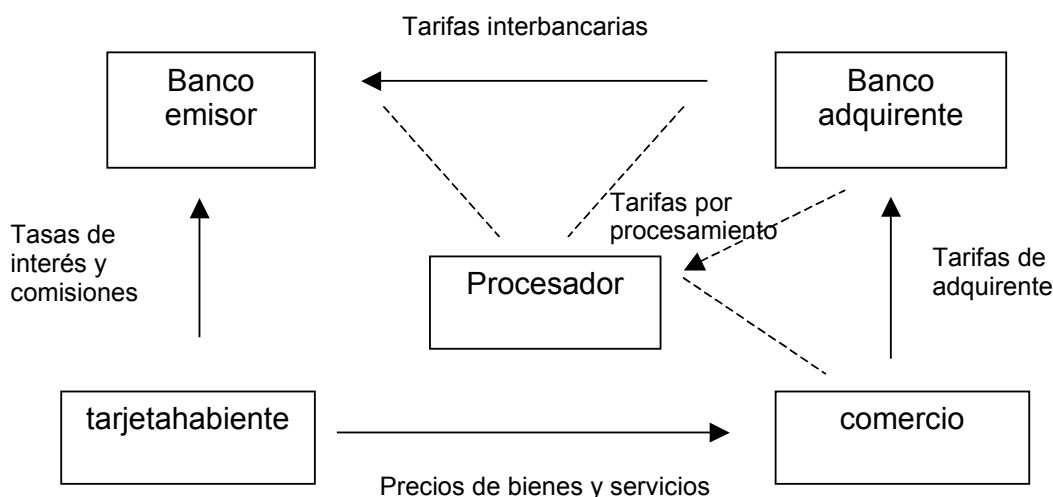 Tarifas interbancarias
Banco
emisor
Banco
adquirente
Tarifas por
procesamiento
Tasas de
interés y
comisiones
Procesador
Tarifas de
adquirente
tarjetahabiente
comercio
Precios de bienes y servicios